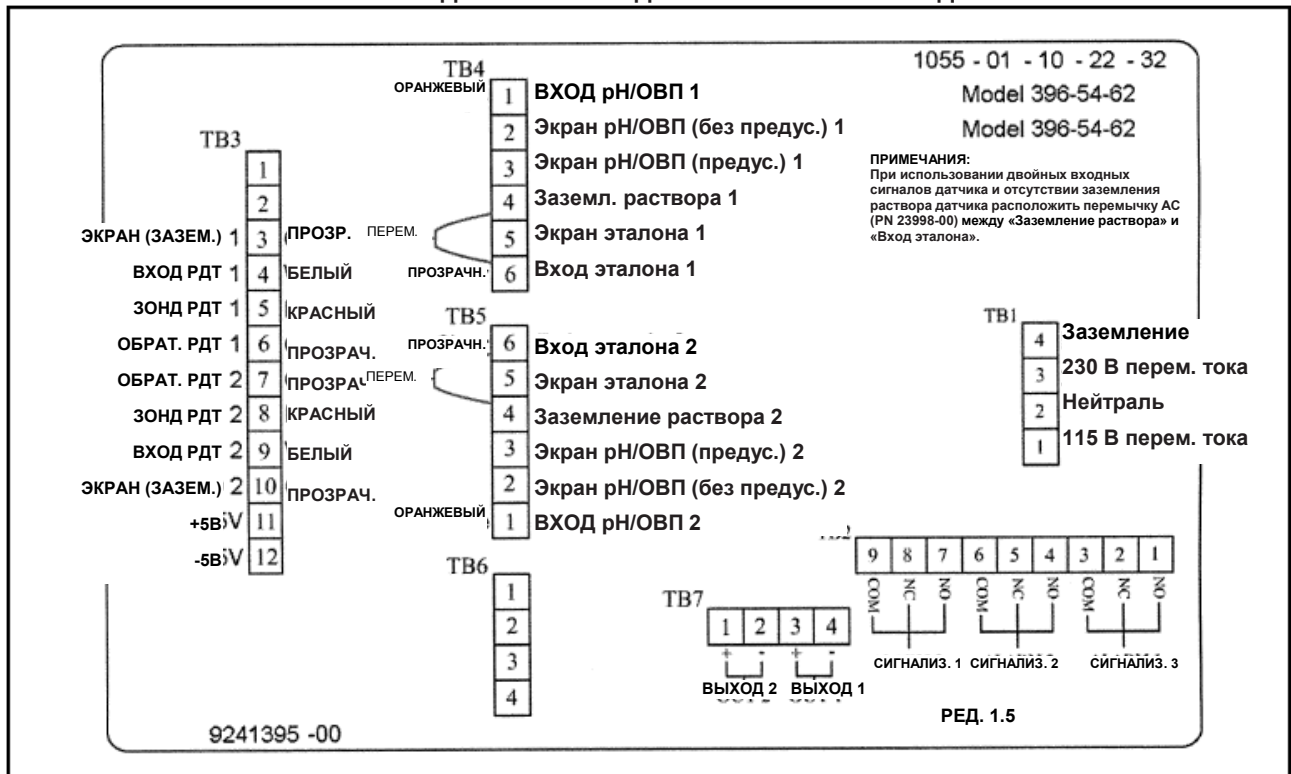 1055 - 01 - 10 - 22 - 32
Model 396-54-62
Model 396-54-62
ПРИМЕЧАНИЯ:
При использовании двойных входных
сигналов датчика и отсутствии заземления
раствора датчика расположить перемычку АС
(PN 23998-00) между «Заземление раствора» и
«Вход эталона».
TB4
ОРАНЖЕВЫЙ 1 ВХОД рН/ОВП 1
2 Экран рН/ОВП (без предус.) 1
3 Экран рН/ОВП (предус.) 1
4 Заземл. раствора 1
ПЕРЕМ. 5 Экран эталона 1
ПРОЗРАЧН. 6 Вход эталона 1
TB3
1
2
ЭКРАН (ЗАЗЕМ.) 1 3 ПРОЗР.
ВХОД РДТ 1 4 БЕЛЫЙ
ЗОНД РДТ 1 5 КРАСНЫЙ
ОБРАТ. РДТ 1 6 ПРОЗРАЧ.
ОБРАТ. РДТ 2 7 ПРОЗРАЧ
ЗОНД РДТ 2 8 КРАСНЫЙ
ВХОД РДТ 2 9 БЕЛЫЙ
ЭКРАН (ЗАЗЕМ.) 2 10 ПРОЗРАЧ.
+5В 11
-5В 12
TB5
ПРОЗРАЧН. 6 Вход эталона 2
ПЕРЕМ. 5 Экран эталона 2
4 Заземление раствора 2
3 Экран рН/ОВП (предус.) 2
2 Экран рН/ОВП (без предус.) 2
ОРАНЖЕВЫЙ 1 ВХОД рН/ОВП 2
TB1
4 Заземление
3 230 В перем. тока
2 Нейтраль
1 115 В перем. тока
TB6
1
2
3
4
TB7
1 2 3 4
+ - + -
ВЫХОД 2 ВЫХОД 1
9 8 7 6 5 4 3 2 1
COM NC NO COM NC NO COM NC NO
СИГНАЛИЗ. 1 СИГНАЛИЗ. 2 СИГНАЛИЗ. 3
РЕД. 1.5
9241395 -00